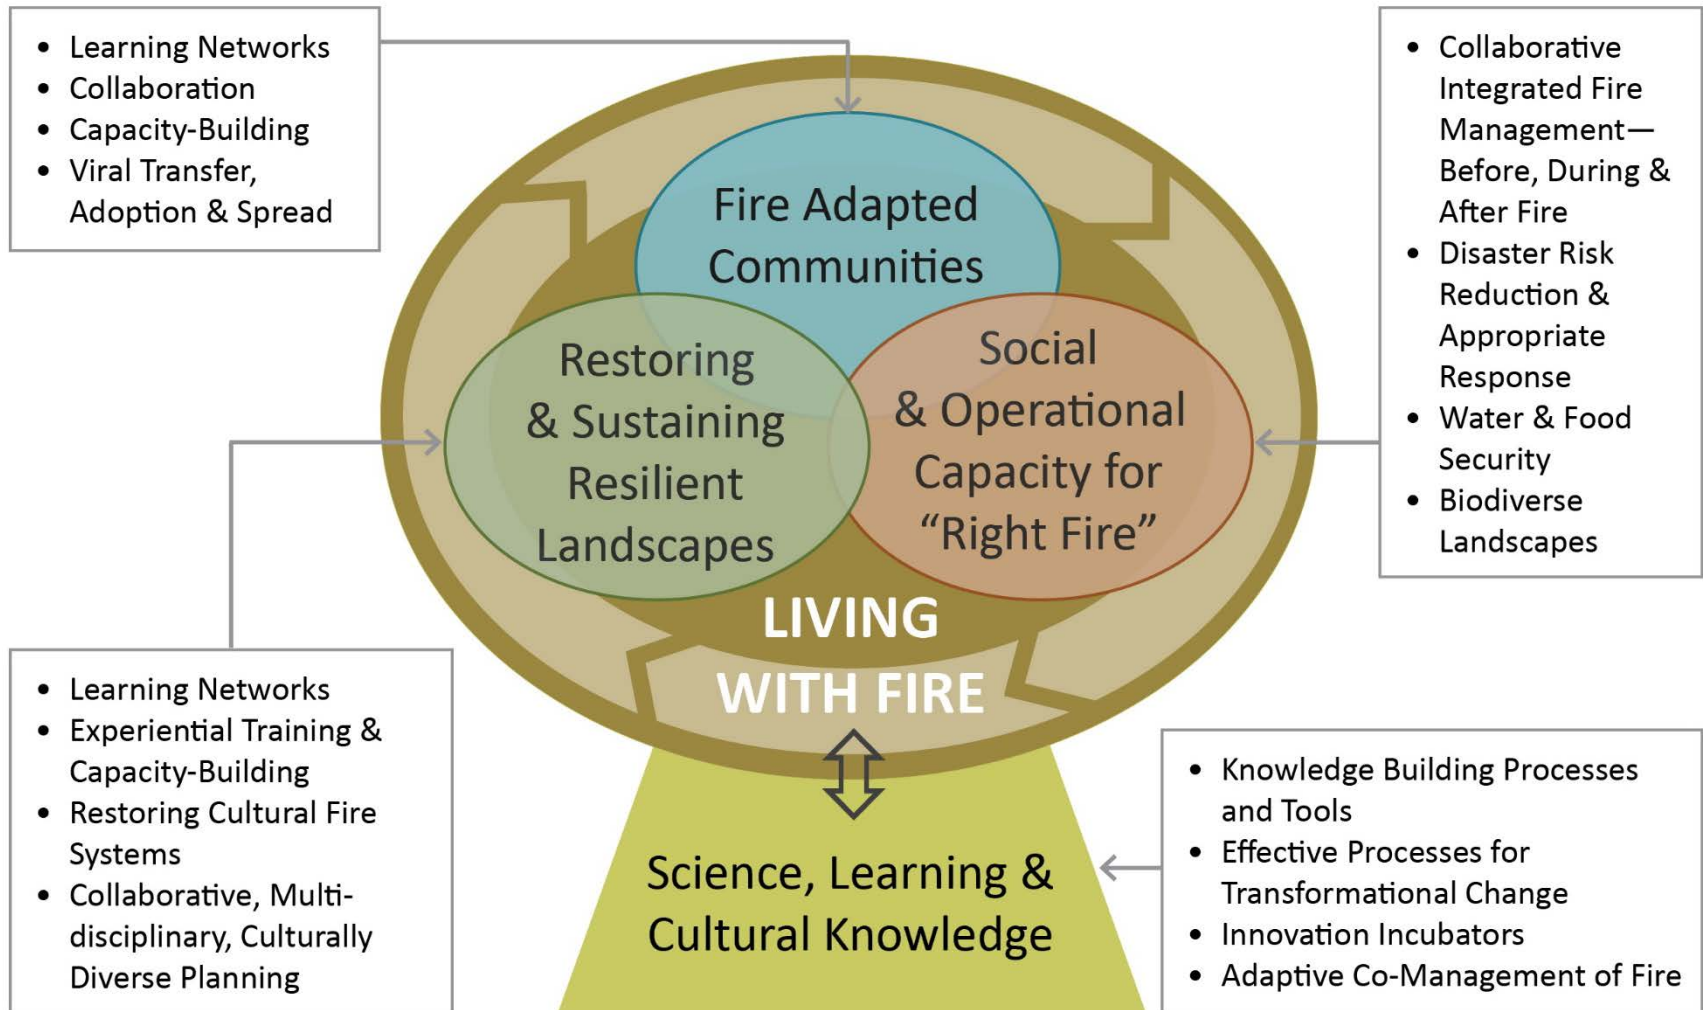 • Learning Networks
• Collaboration
• Capacity-Building
• Viral Transfer,
Adoption & Spread
Fire Adapted
Communities
Restoring
& Sustaining
Resilient
Landscapes
Social
& Operational
Capacity for
“Right Fire”
LIVING
WITH FIRE
• Collaborative
Integrated Fire
Management—
Before, During &
After Fire
• Disaster Risk
Reduction &
Appropriate
Response
• Water & Food
Security
• Biodiverse
Landscapes
• Learning Networks
• Experiential Training &
Capacity-Building
• Restoring Cultural Fire
Systems
• Collaborative, Multi-
disciplinary, Culturally
Diverse Planning
Science, Learning &
Cultural Knowledge
• Knowledge Building Processes
and Tools
• Effective Processes for
Transformational Change
• Innovation Incubators
• Adaptive Co-Management of Fire